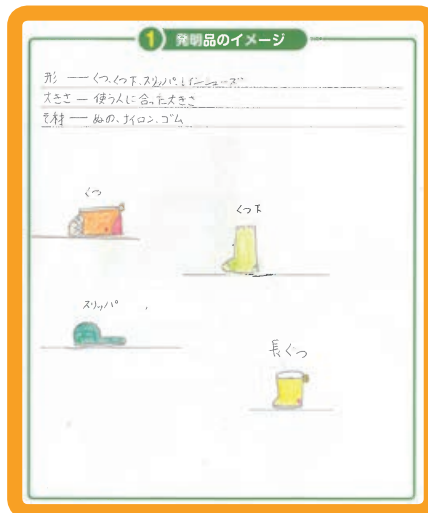 1 発明品のイメージ
形 ― くつ、くつ下、スリッパ、レインシューズ
大きさ ― 使う人に合った大きさ
そ材 ― ぬの、ナイロン、ゴム
くつ
くつ下
スリッパ
長ぐつ